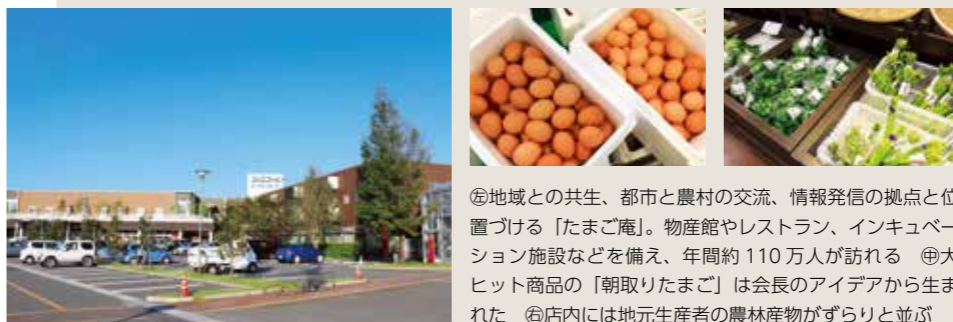 ㊧地域との共生、都市と農村の交流、情報発信の拠点と位
置づける「たまご庵」。物産館やレストラン、インキュベー
ション施設などを備え、年間約 110 万人が訪れる　㊥大
ヒット商品の「朝取りたまご」は会長のアイデアから生ま
れた　㊨店内には地元生産者の農林産物がずらりと並ぶ